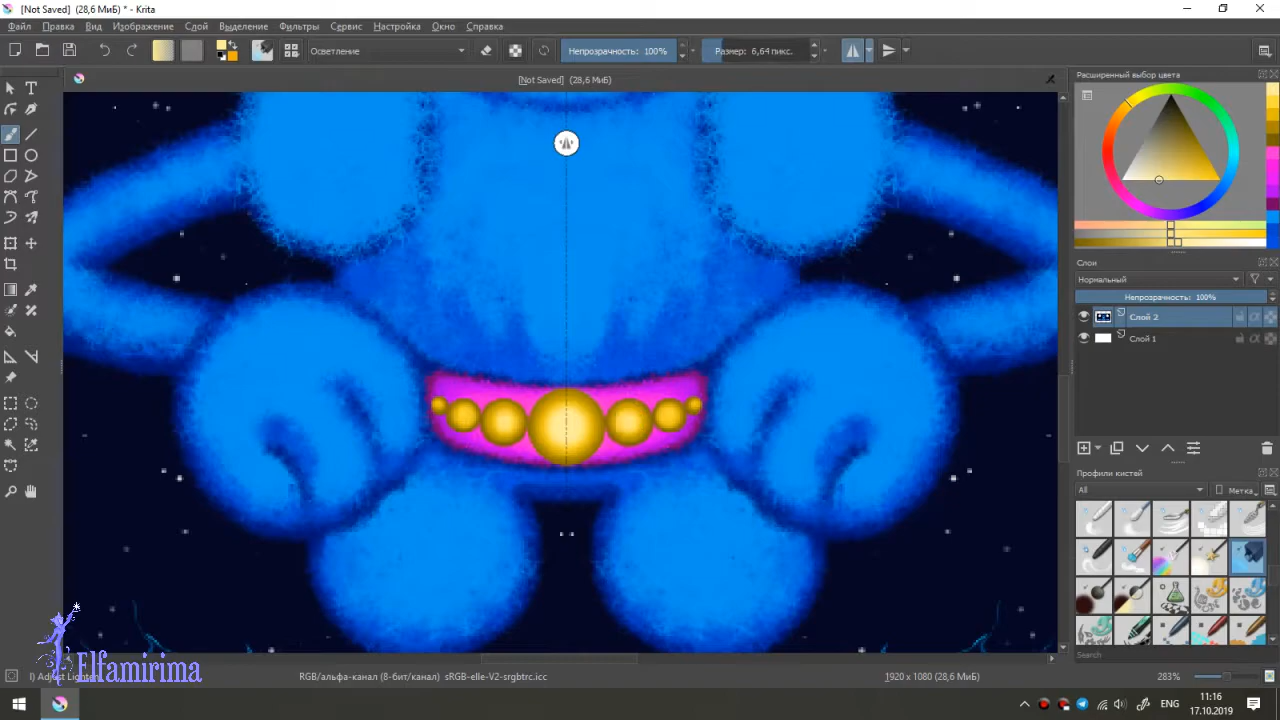 [Not Saved] (28,6 МиБ) * - Krita
Файл Правка Вид Изображение Слой Выделение Фильтры Сервис Настройка Окно Справка
Осветление Непрозрачность: 100% Размер: 6,64 пикс.
[Not Saved] (28,6 МиБ)
Расширенный выбор цвета
Слои
Нормальный
Непрозрачность: 100%
Слой 2
Слой 1
Профили кистей
All Метка
Search
Elfamirima
i) Adjust Lighten
RGB/альфа-канал (8-бит/канал) sRGB-elle-V2-srgbtrc.icc
1920 x 1080 (28,6 МиБ)
283%
ENG
11:16
17.10.2019